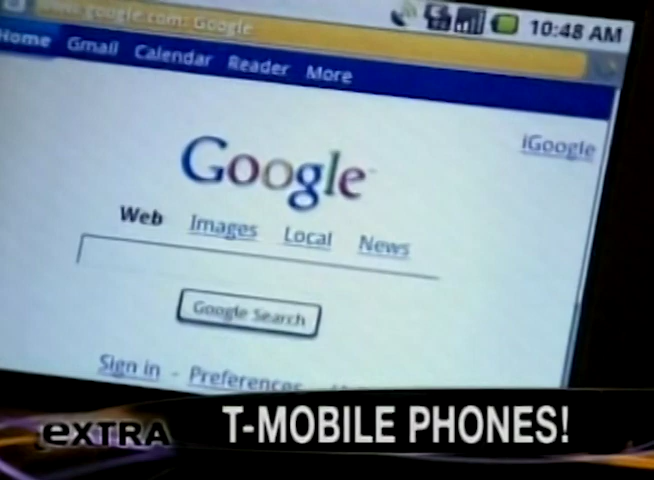 www.google.com: Google
10:48 AM
Home Gmail Calendar Reader More
iGoogle
Google
Web Images Local News
Google Search
Sign in - Preferences
extra
T-MOBILE PHONES!